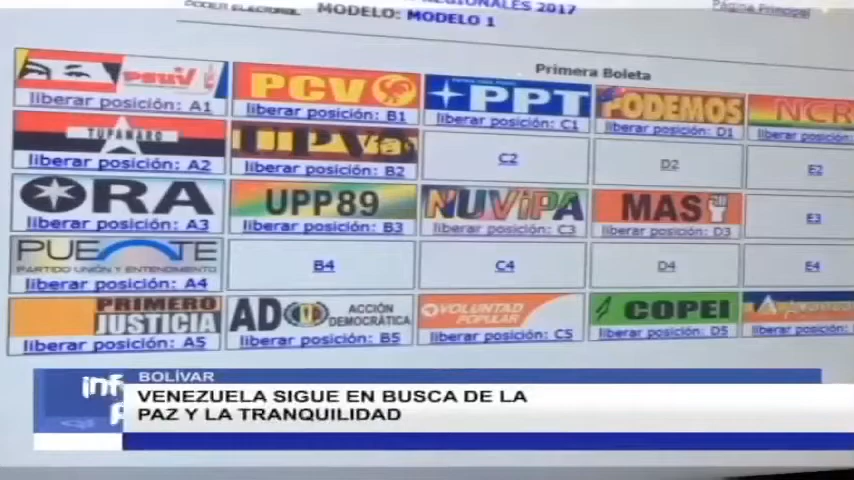 PODER ELECTORAL
REGIONALES 2017
MODELO: MODELO 1
Página Principal
Primera Boleta
PSUV
liberar posición: A1
PCV
liberar posición: B1
PPT
liberar posición: C1
PODEMOS
liberar posición: D1
NCR
liberar posición:
TUPAMARO
liberar posición: A2
UPV
liberar posición: B2
C2
D2
E2
ORA
liberar posición: A3
UPP89
liberar posición: B3
NUVIPA
liberar posición: C3
MAS
liberar posición: D3
E3
PUENTE
PARTIDO UNIÓN Y ENTENDIMIENTO
liberar posición: A4
B4
C4
D4
E4
PRIMERO
JUSTICIA
liberar posición: A5
AD ACCIÓN
DEMOCRÁTICA
liberar posición: B5
VOLUNTAD
POPULAR
liberar posición: C5
COPEI
liberar posición: D5
liberar posición:
BOLÍVAR
VENEZUELA SIGUE EN BUSCA DE LA
PAZ Y LA TRANQUILIDAD